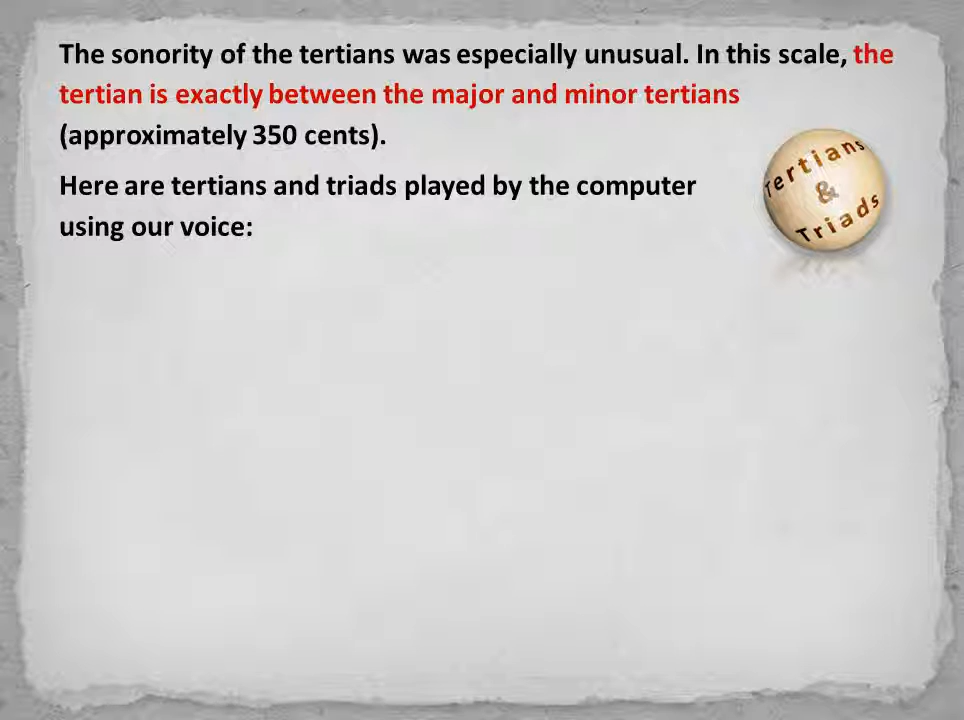 The sonority of the tertians was especially unusual. In this scale, the
tertian is exactly between the major and minor tertians
(approximately 350 cents).
Here are tertians and triads played by the computer
using our voice:
Tertians
&
Triads